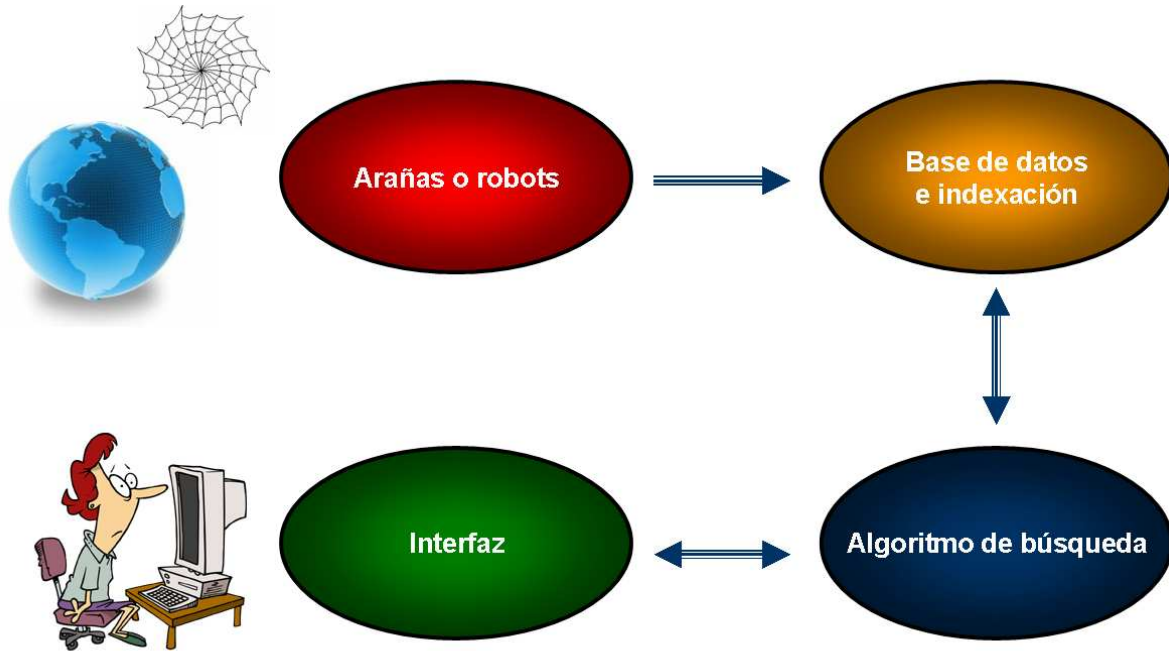 Arañas o robots
Base de datos
e indexación
Interfaz
Algoritmo de búsqueda